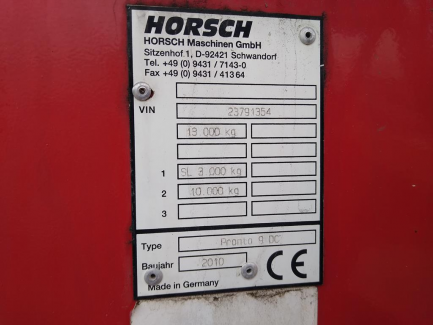 HORSCH
HORSCH Maschinen GmbH
Sitzenhof 1, D-92421 Schwandorf
Tel. +49 (0) 9431 / 7143-0
Fax +49 (0) 9431 / 41364
VIN 23791354
13 000 kg
1 SL 3 000 kg
2 10 000 kg
3
Type Pronto 9 DC
Baujahr 2010
CE
Made in Germany